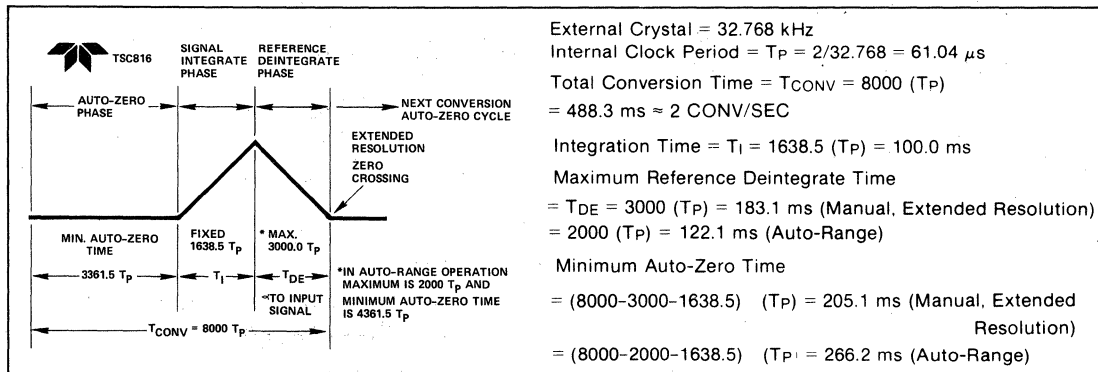 TSC816
SIGNAL
INTEGRATE
PHASE
REFERENCE
DEINTEGRATE
PHASE
AUTO-ZERO
PHASE
NEXT CONVERSION
AUTO-ZERO CYCLE
EXTENDED
RESOLUTION
ZERO
CROSSING
MIN. AUTO-ZERO
TIME
3361.5 TP
FIXED
1638.5 TP
TI
* MAX.
3000.0 TP
TDE
∝TO INPUT
SIGNAL
*IN AUTO-RANGE OPERATION
MAXIMUM IS 2000 TP AND
MINIMUM AUTO-ZERO TIME
IS 4361.5 TP
TCONV = 8000 TP
External Crystal = 32.768 kHz
Internal Clock Period = TP = 2/32.768 = 61.04 µs
Total Conversion Time = TCONV = 8000 (TP)
= 488.3 ms ≈ 2 CONV/SEC
Integration Time = TI = 1638.5 (TP) = 100.0 ms
Maximum Reference Deintegrate Time
= TDE = 3000 (TP) = 183.1 ms (Manual, Extended Resolution)
= 2000 (TP) = 122.1 ms (Auto-Range)
Minimum Auto-Zero Time
= (8000-3000-1638.5) (TP) = 205.1 ms (Manual, Extended
Resolution)
= (8000-2000-1638.5) (TP) = 266.2 ms (Auto-Range)